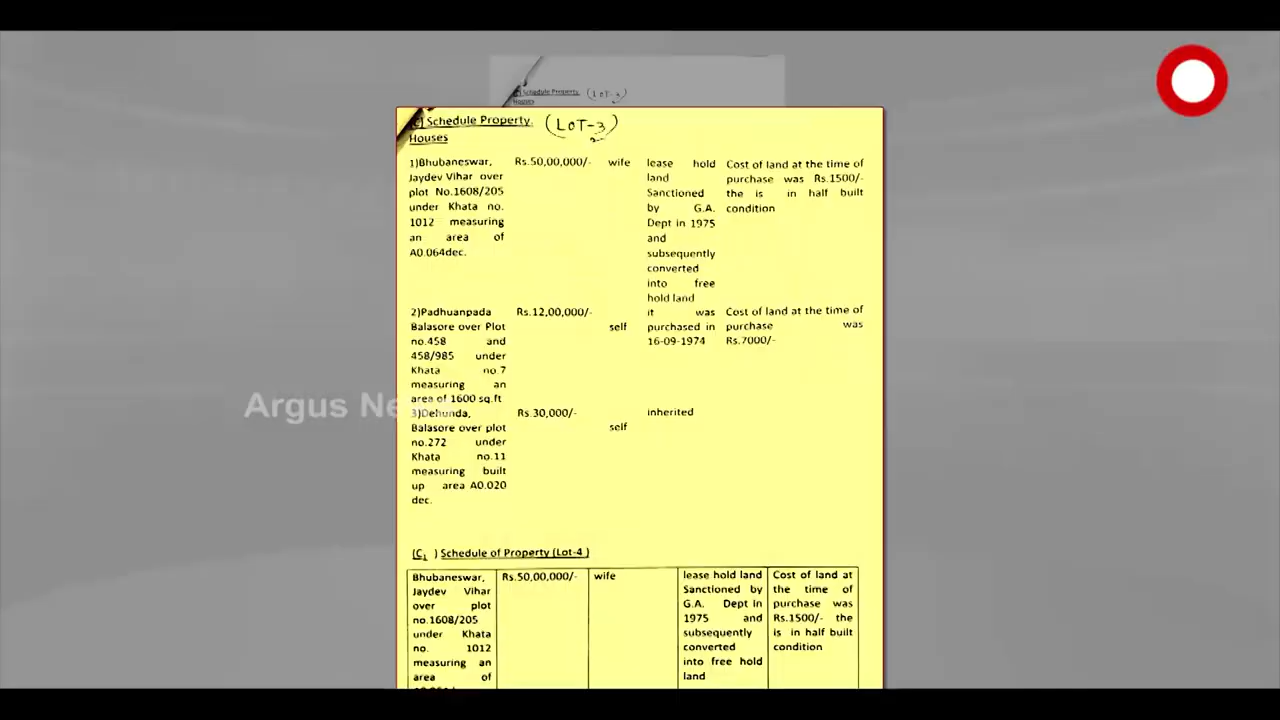 Schedule Property. (LOT-3)
Houses
C] Schedule Property. (LOT-3)
Houses
1)Bhubaneswar, Rs.50,00,000/- wife lease hold Cost of land at the time of
Jaydev Vihar over land purchase was Rs.1500/-
plot No.1608/205 Sanctioned the is in half built
under Khata no. by G.A. condition
1012 measuring Dept in 1975
an area of and
A0.064dec. subsequently
converted
into free
hold land
2)Padhuanpada Rs.12,00,000/- it was Cost of land at the time of
Balasore over Plot self purchased in purchase was
no.458 and 16-09-1974 Rs.7000/-
458/985 under
Khata no.7
measuring an
area of 1600 sq.ft
3)Dehunda, Rs.30,000/- inherited
Balasore over plot self
no.272 under
Khata no.11
measuring built
up area A0.020
dec.
Argus Ne
(C₁ ) Schedule of Property (Lot-4 )
Bhubaneswar, Rs.50,00,000/- wife lease hold land Cost of land at
Jaydev Vihar Sanctioned by the time of
over plot G.A. Dept in purchase was
no.1608/205 1975 and Rs.1500/- the
under Khata subsequently is in half built
no. 1012 converted condition
measuring an into free hold
area of land